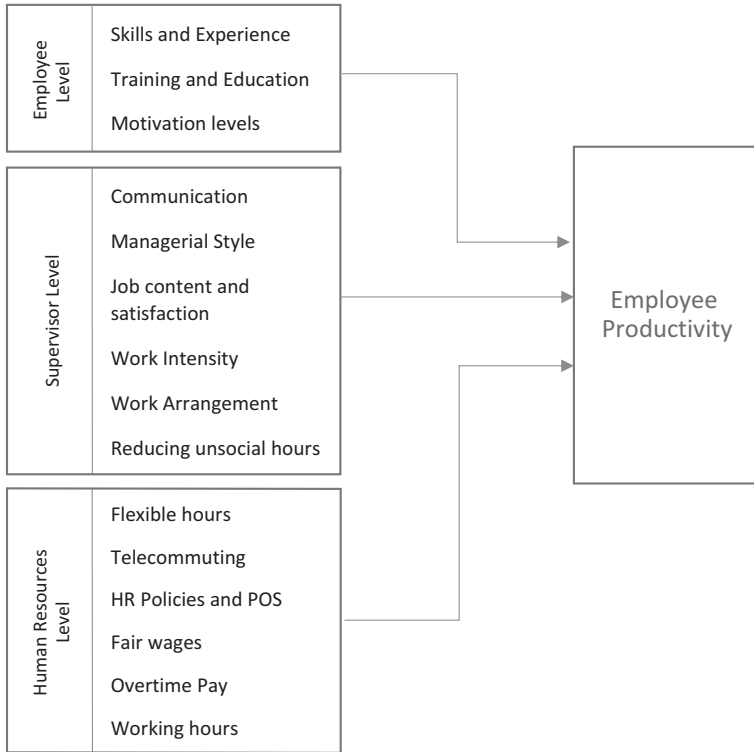 Employee
Level
Skills and Experience
Training and Education
Motivation levels
Supervisor Level
Communication
Managerial Style
Job content and
satisfaction
Work Intensity
Work Arrangement
Reducing unsocial hours
Human Resources
Level
Flexible hours
Telecommuting
HR Policies and POS
Fair wages
Overtime Pay
Working hours
Employee
Productivity